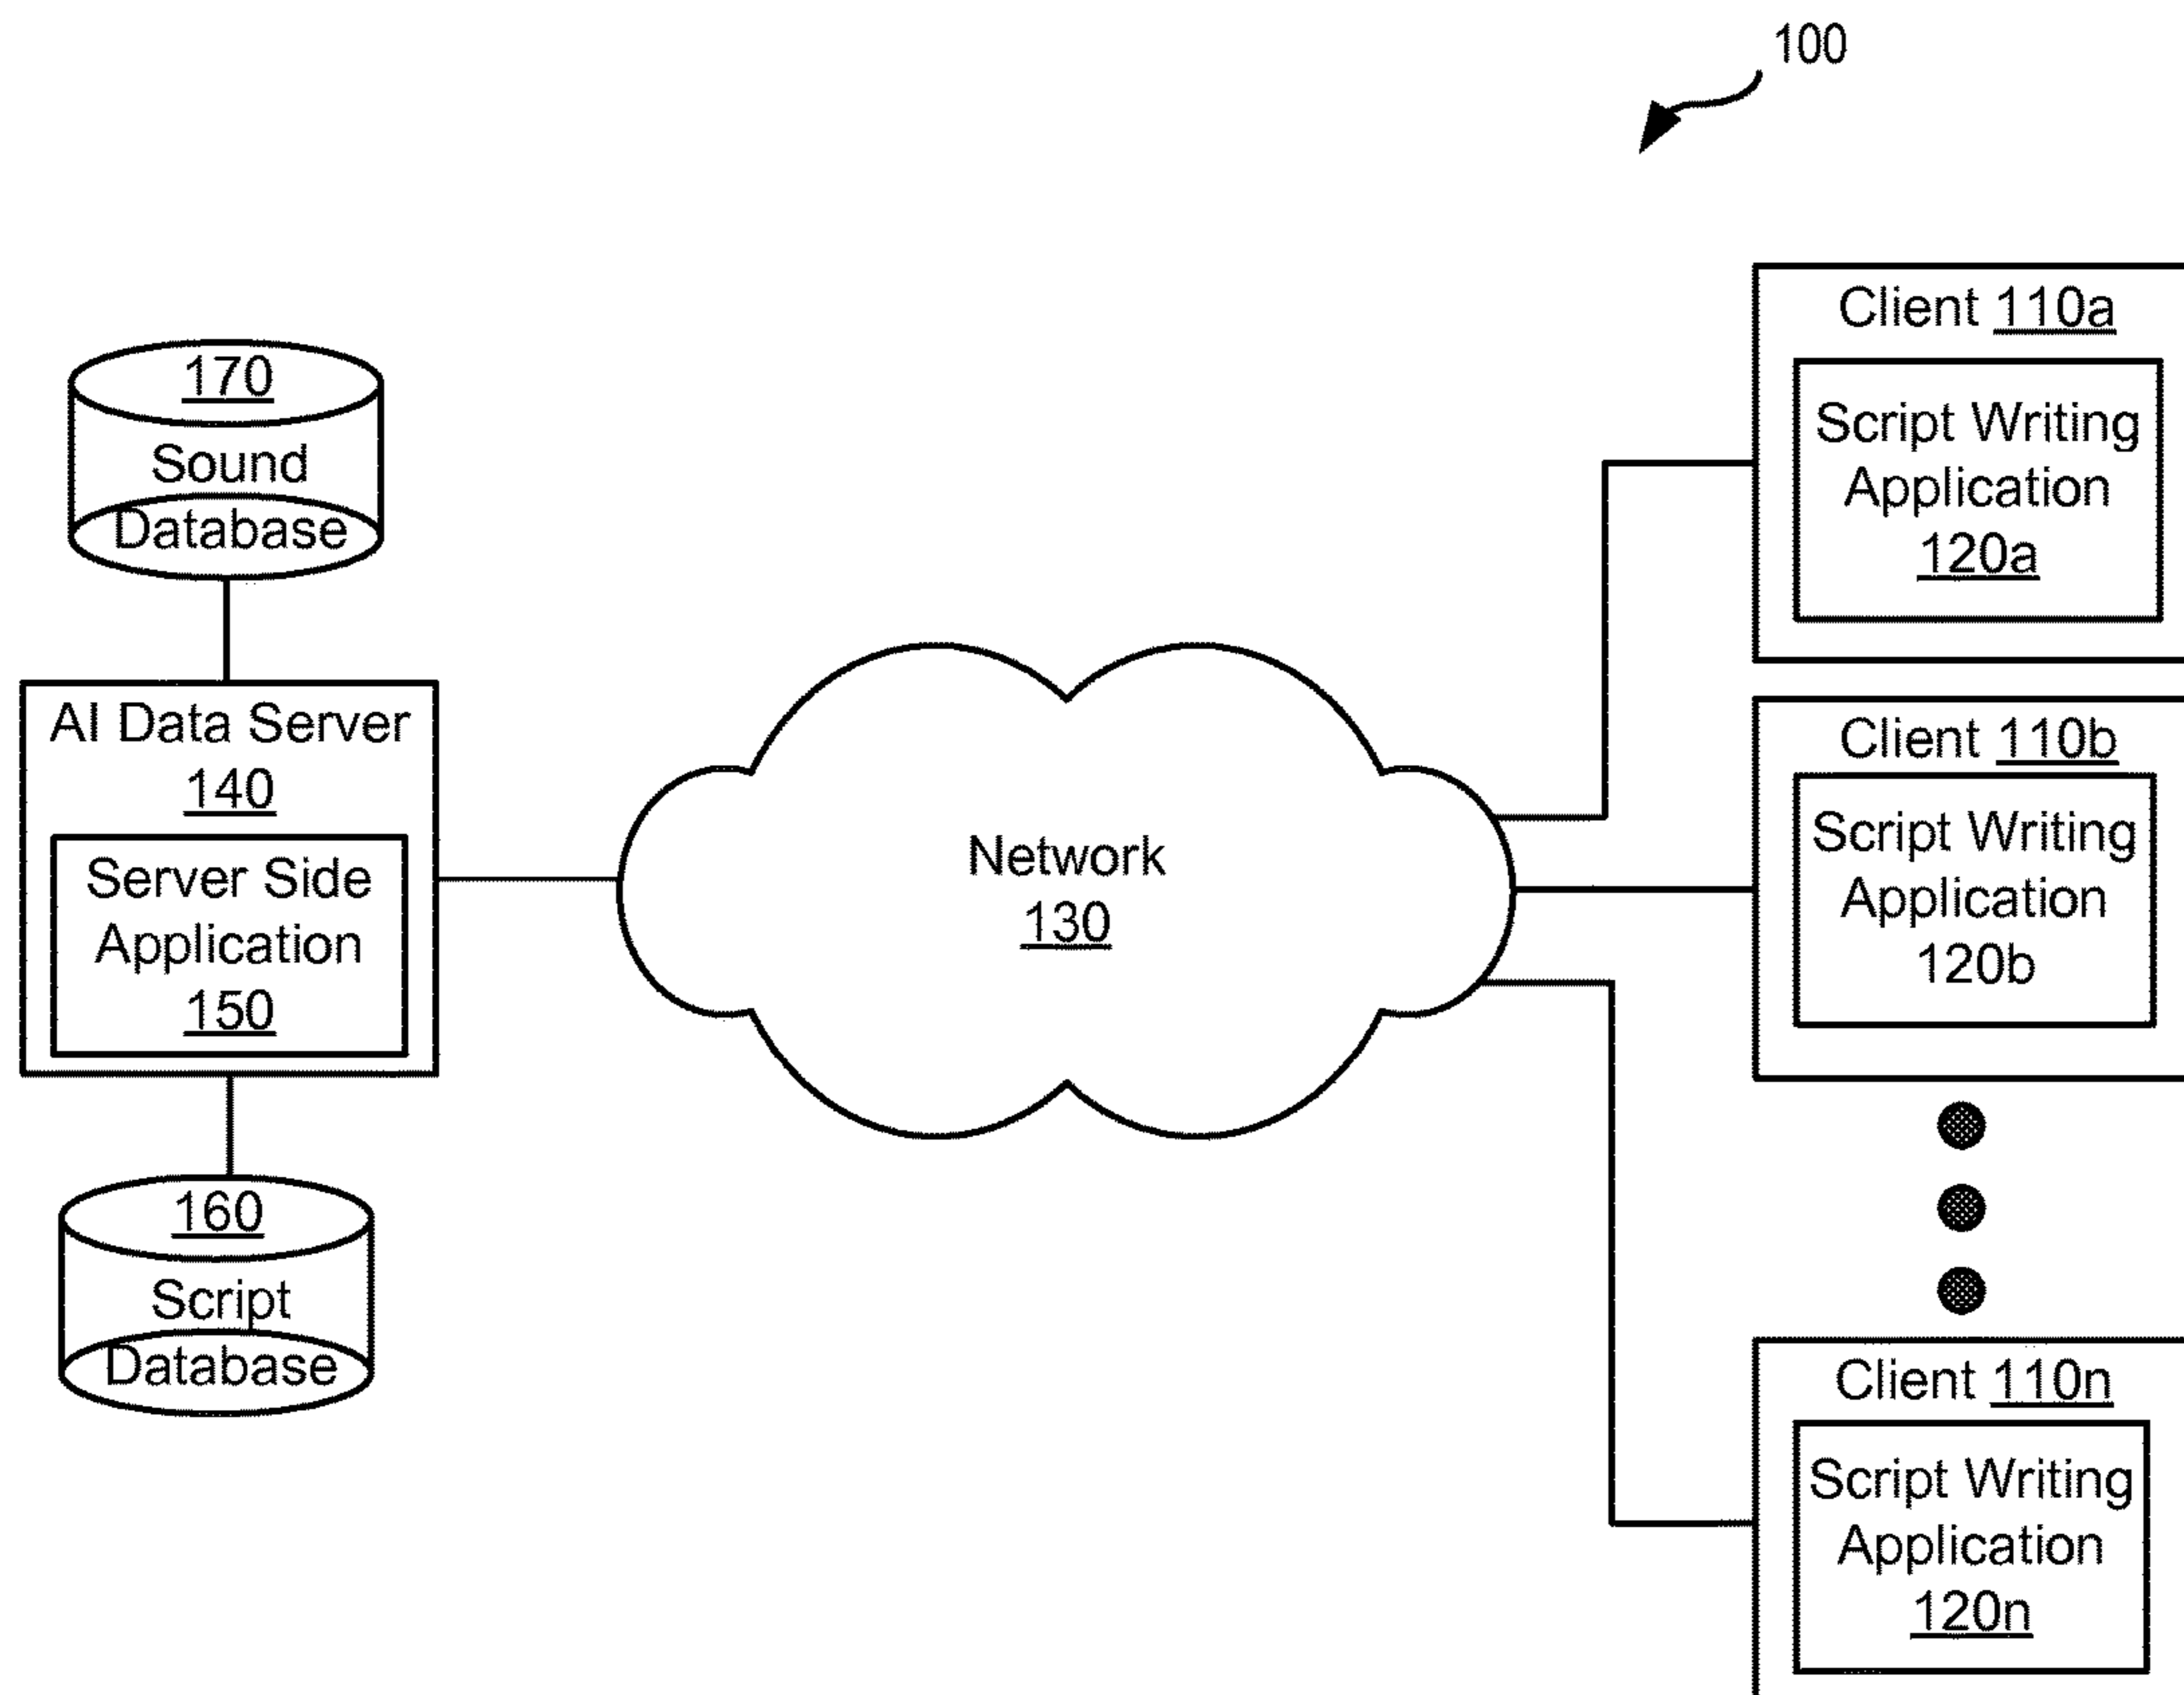 100
170
Sound
Database
AI Data Server
140
Server Side
Application
150
160
Script
Database
Network
130
Client 110a
Script Writing
Application
120a
Client 110b
Script Writing
Application
120b
Client 110n
Script Writing
Application
120n